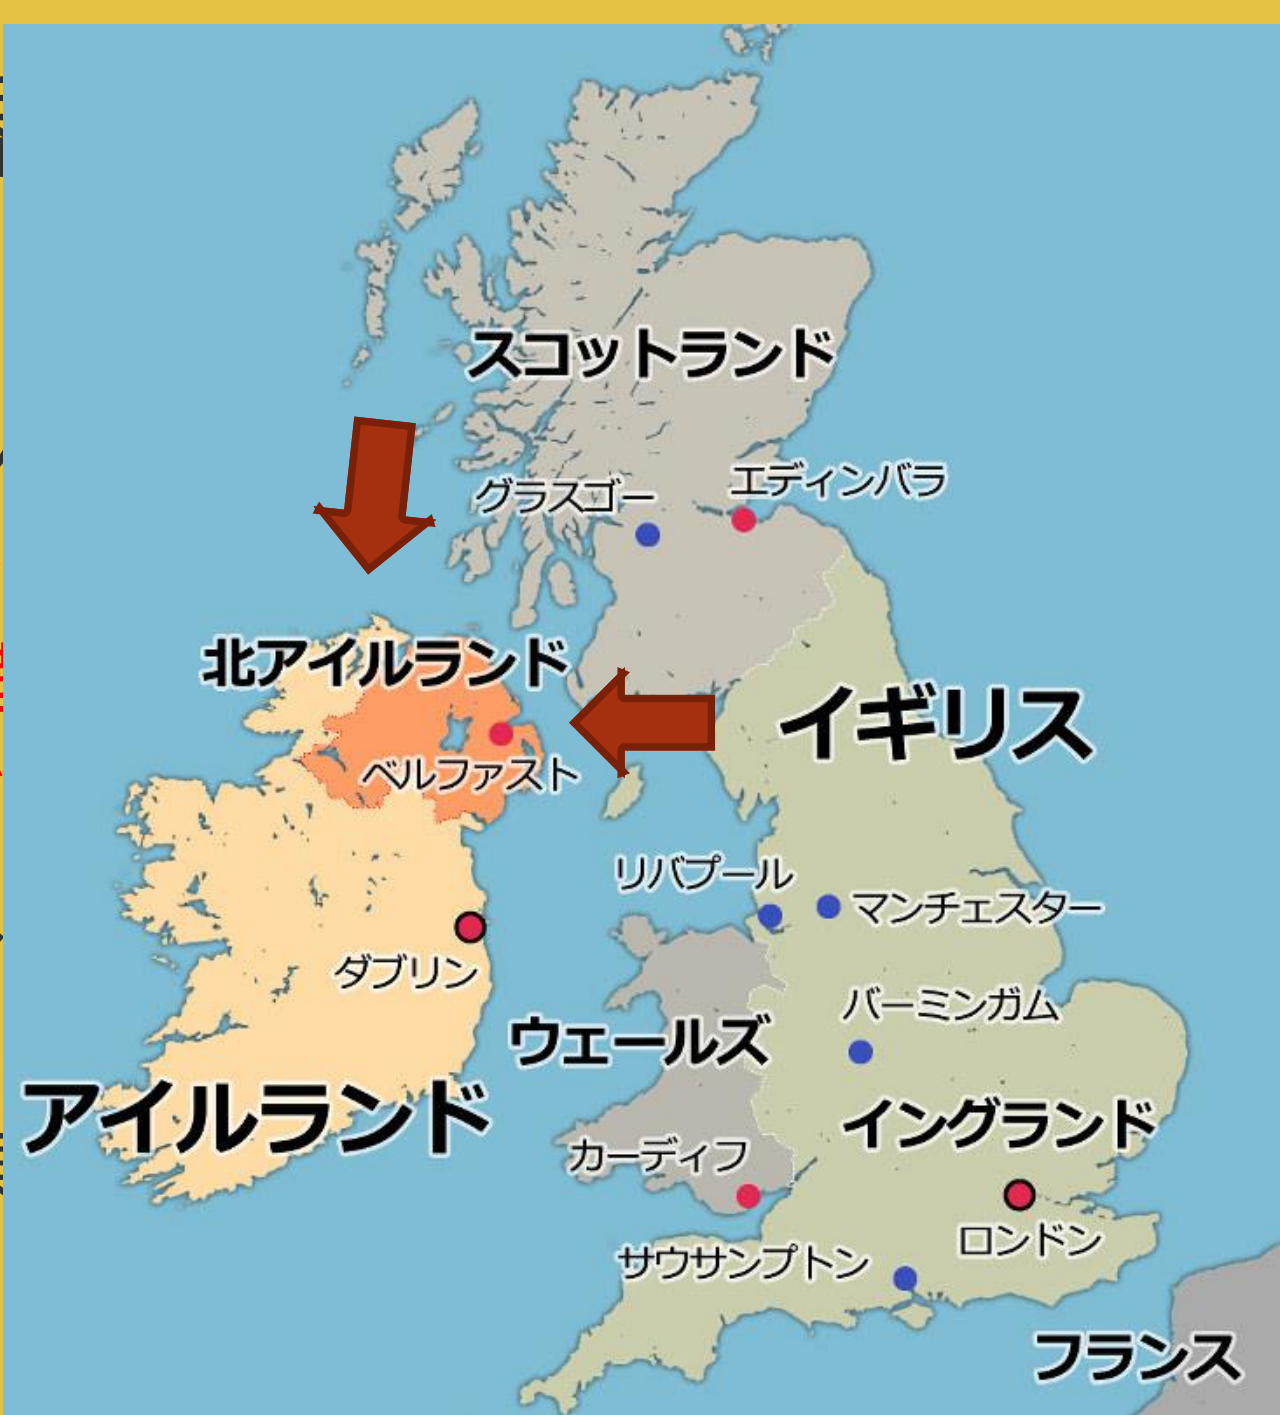 スコットランド
エディンバラ
グラスゴー
北アイルランド
イギリス
ベルファスト
リバプール
マンチェスター
ダブリン
バーミンガム
ウェールズ
アイルランド
イングランド
カーディフ
ロンドン
サウサンプトン
フランス